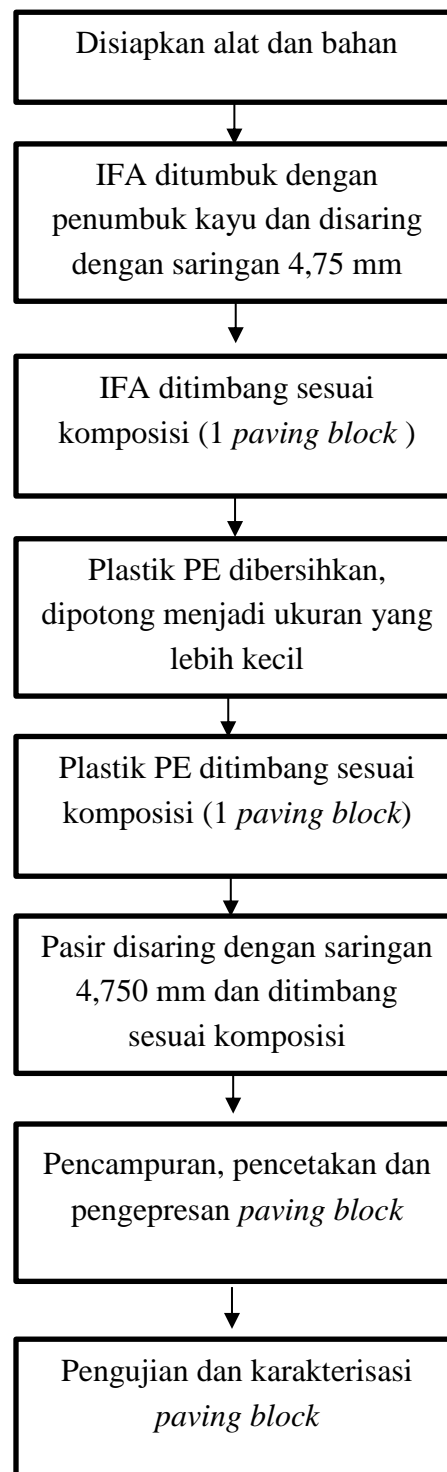 Disiapkan alat dan bahan
IFA ditumbuk dengan
penumbuk kayu dan disaring
dengan saringan 4,75 mm
IFA ditimbang sesuai
komposisi (1 paving block )
Plastik PE dibersihkan,
dipotong menjadi ukuran yang
lebih kecil
Plastik PE ditimbang sesuai
komposisi (1 paving block)
Pasir disaring dengan saringan
4,750 mm dan ditimbang
sesuai komposisi
Pencampuran, pencetakan dan
pengepresan paving block
Pengujian dan karakterisasi
paving block